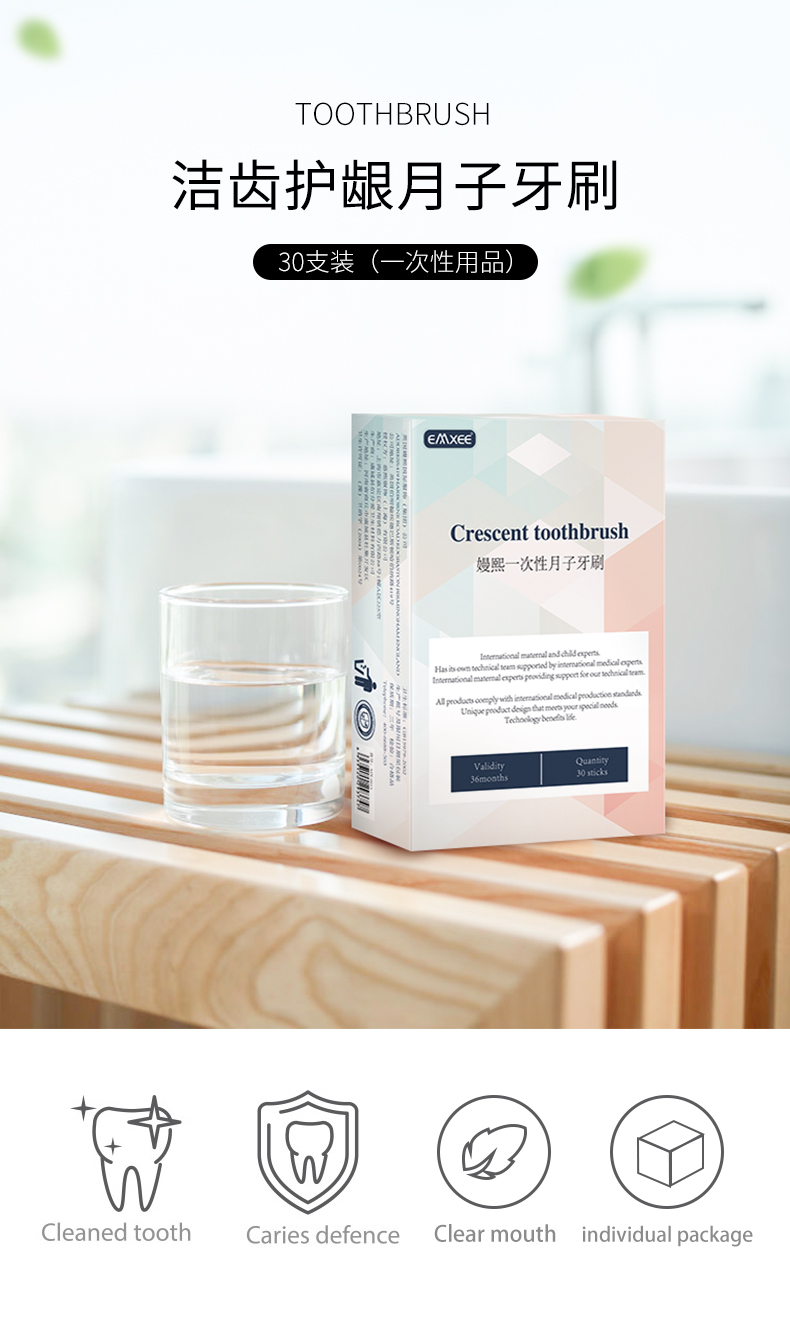 TOOTHBRUSH
洁齿护龈月子牙刷
30支装（一次性用品）
EMXEE
Crescent toothbrush
嫚熙一次性月子牙刷
International maternal and child experts.
Has its own technical team supported by international medical experts.
International maternal experts providing support for our technical team.
All products comply with international medical production standards.
Unique product design that meets your special needs.
Technology benefits life.
Validity
36months
Quantity
30 sticks
Cleaned tooth
Caries defence
Clear mouth
individual package